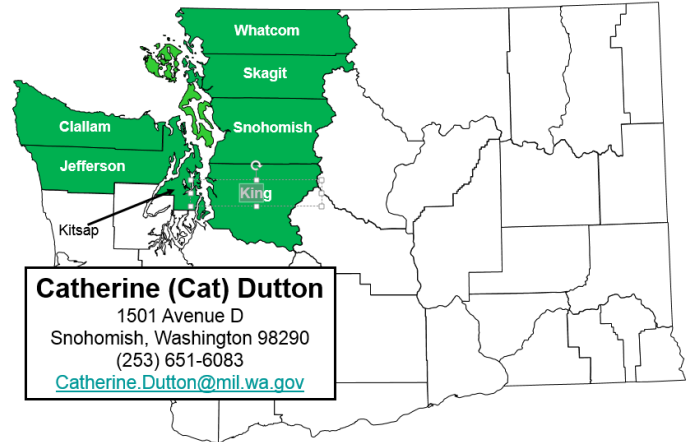 Whatcom
Skagit
Clallam
Snohomish
Jefferson
King
Kitsap
Catherine (Cat) Dutton
1501 Avenue D
Snohomish, Washington 98290
(253) 651-6083
Catherine.Dutton@mil.wa.gov